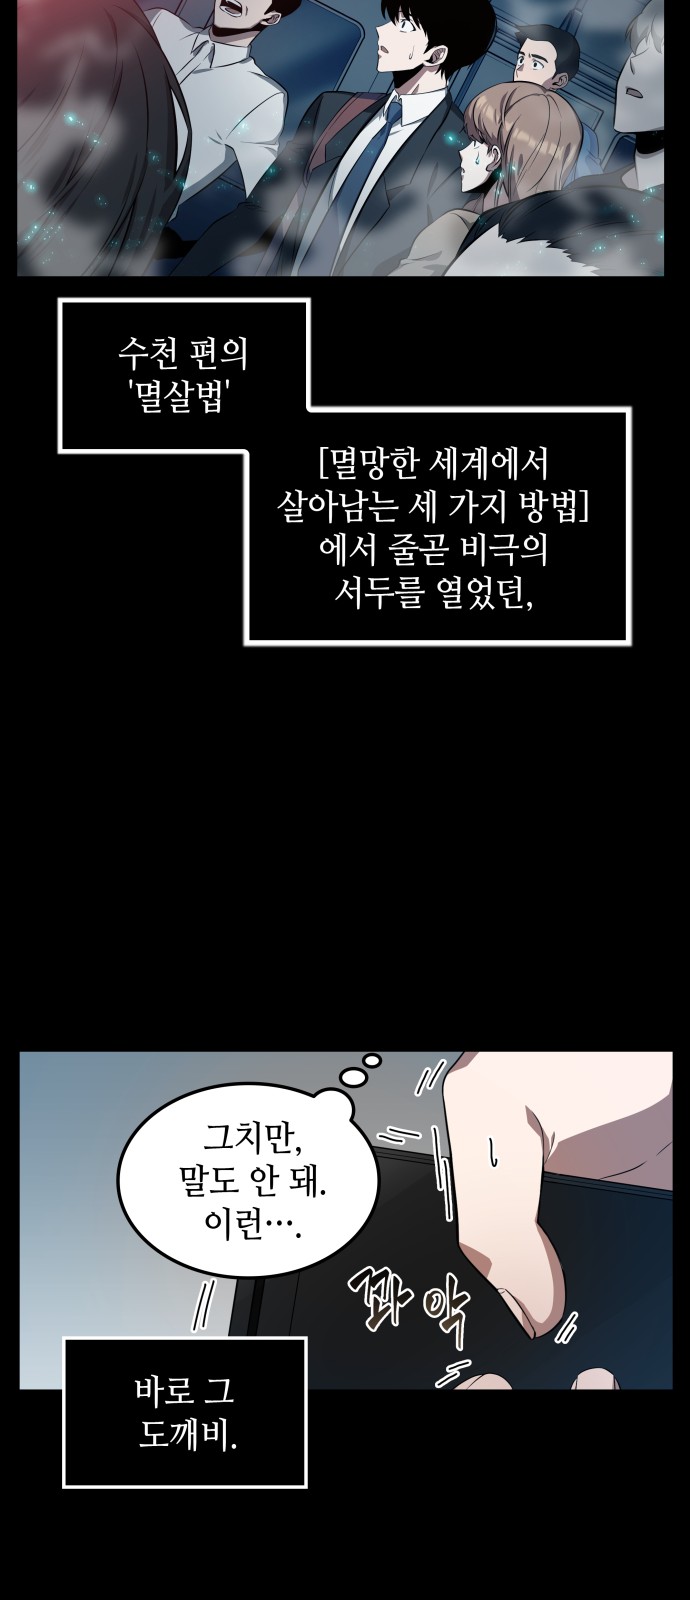 수천 편의
'멸살법'
[멸망한 세계에서
살아남는 세 가지 방법]
에서 줄곧 비극의
서두를 열었던,
그치만,
말도 안 돼.
이런….
꽈악
바로 그
도깨비.